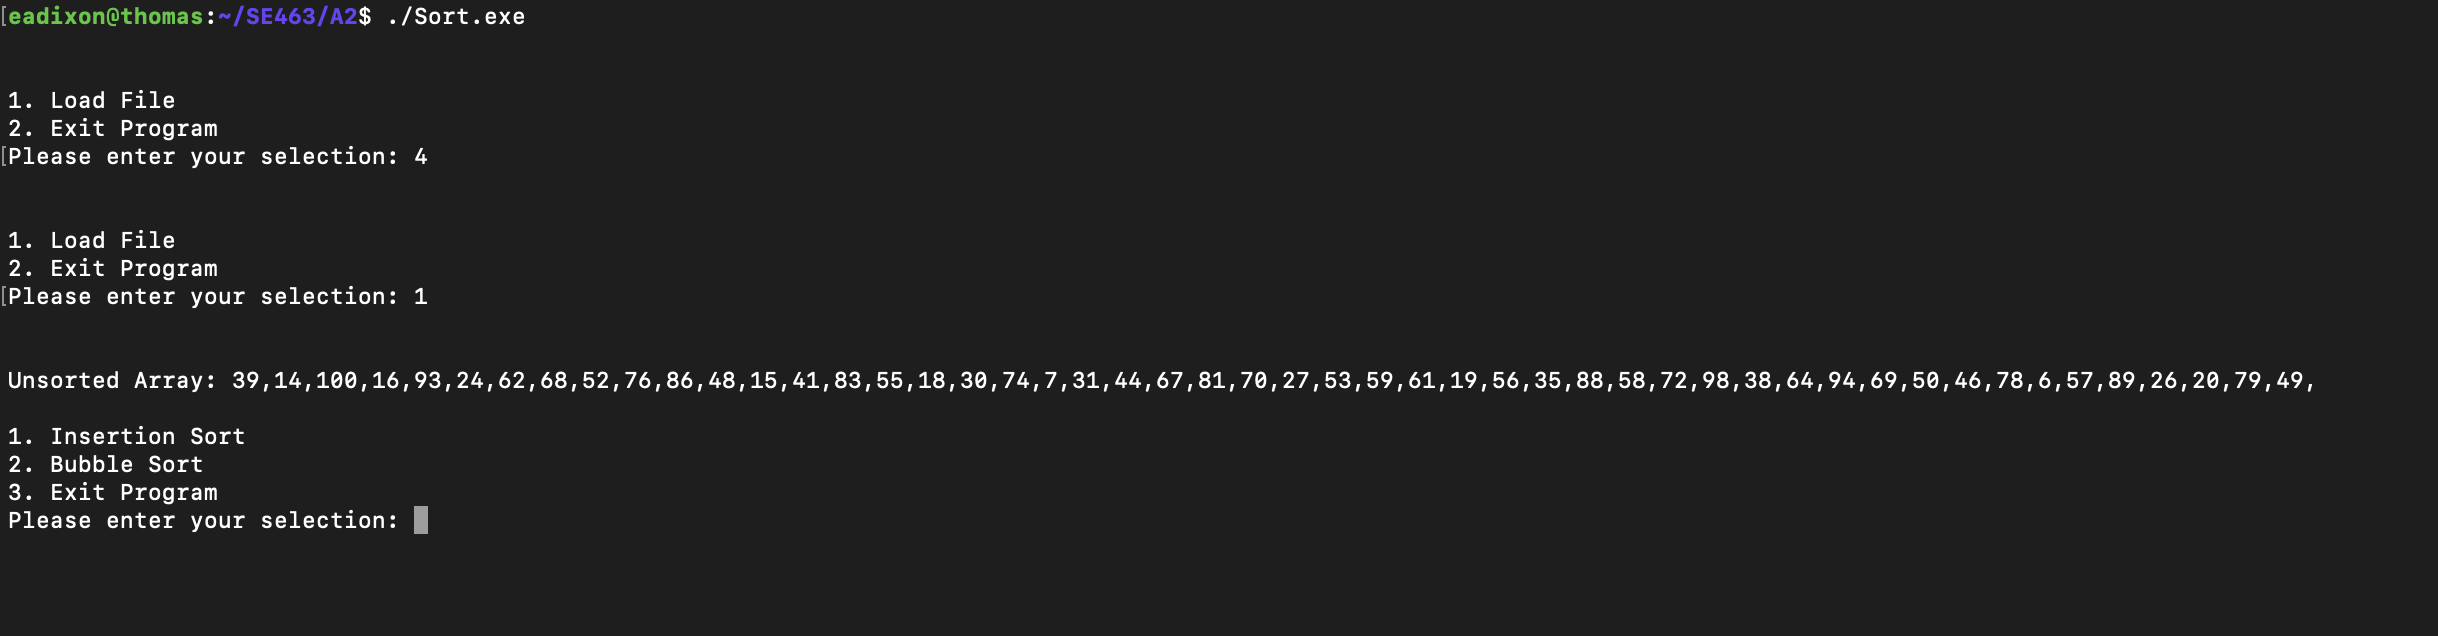 [eadixon@thomas:~/SE463/A2$ ./Sort.exe
1. Load File
2. Exit Program
[Please enter your selection: 4
1. Load File
2. Exit Program
[Please enter your selection: 1
Unsorted Array: 39,14,100,16,93,24,62,68,52,76,86,48,15,41,83,55,18,30,74,7,31,44,67,81,70,27,53,59,61,19,56,35,88,58,72,98,38,64,94,69,50,46,78,6,57,89,26,20,79,49,
1. Insertion Sort
2. Bubble Sort
3. Exit Program
Please enter your selection: